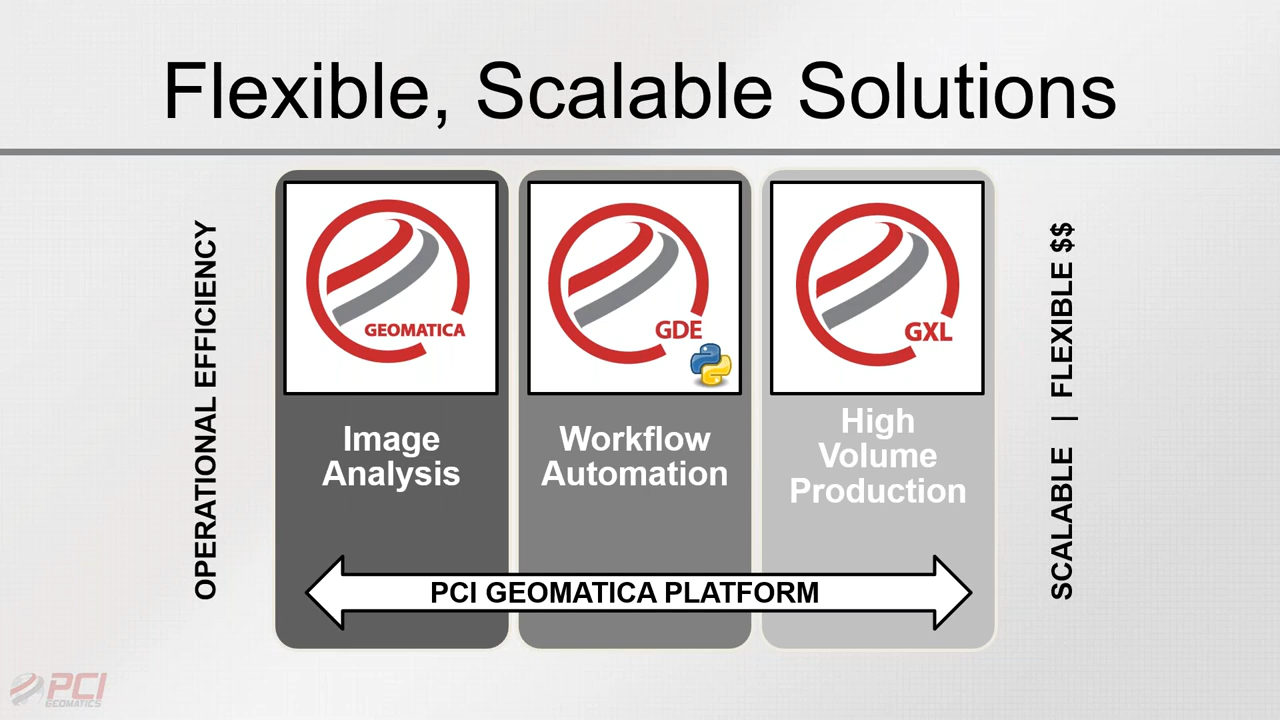 Flexible, Scalable Solutions
OPERATIONAL EFFICIENCY
GEOMATICA
Image
Analysis
GDE
Workflow
Automation
GXL
High
Volume
Production
PCI GEOMATICA PLATFORM
SCALABLE | FLEXIBLE $$
PCI
GEOMATICS